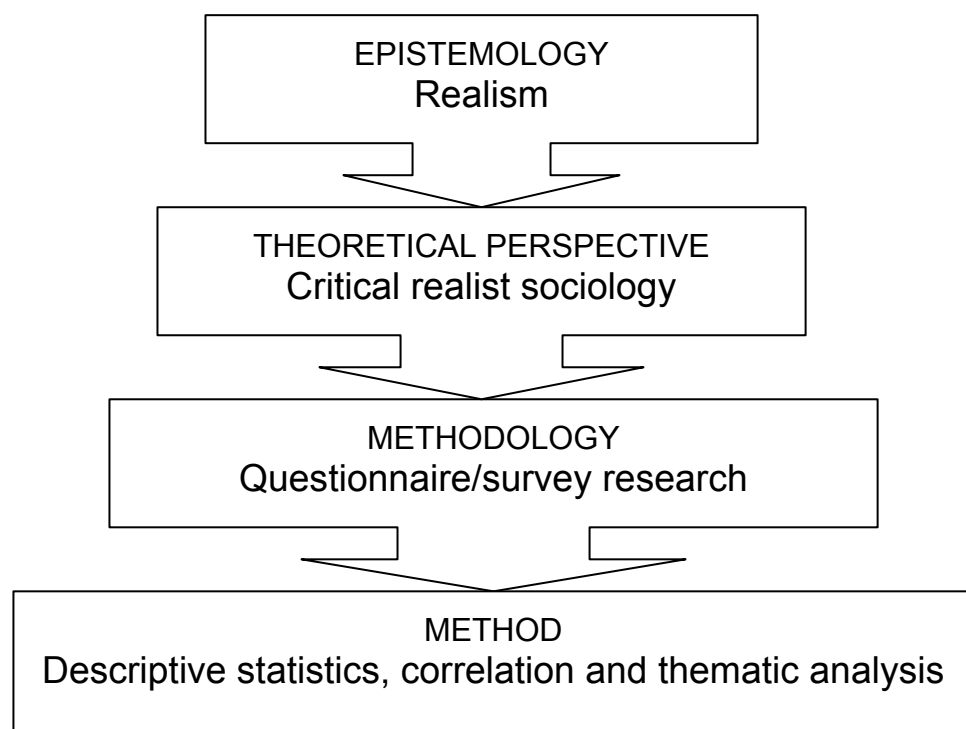 EPISTEMOLOGY
Realism
THEORETICAL PERSPECTIVE
Critical realist sociology
METHODOLOGY
Questionnaire/survey research
METHOD
Descriptive statistics, correlation and thematic analysis